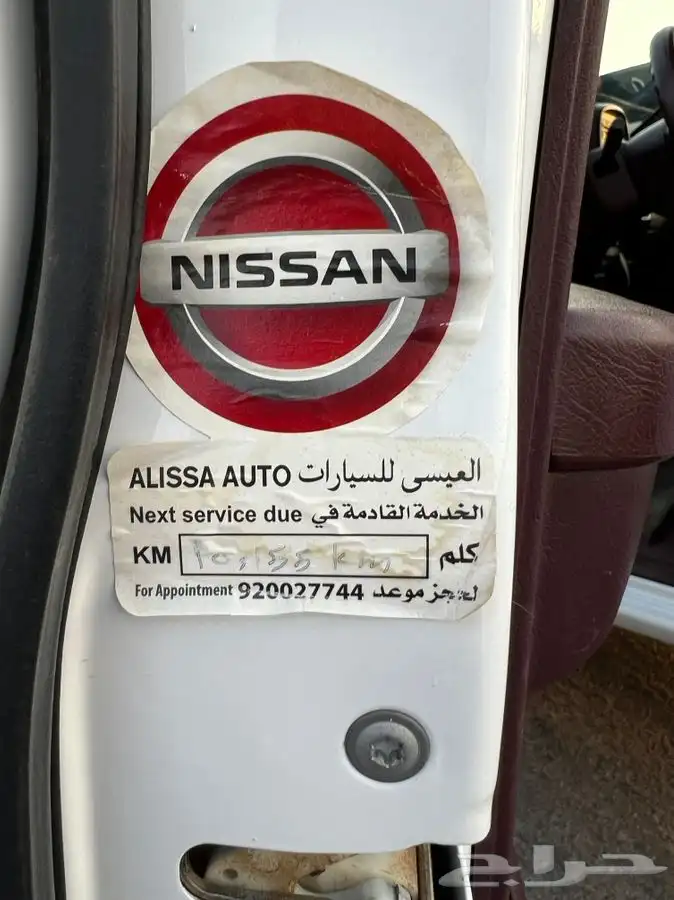 NISSAN
ALISSA AUTO العيسى للسيارات
Next service due الخدمة القادمة في
KM 10,155 km كلم
For Appointment 920027744 لحجز موعد
حراج